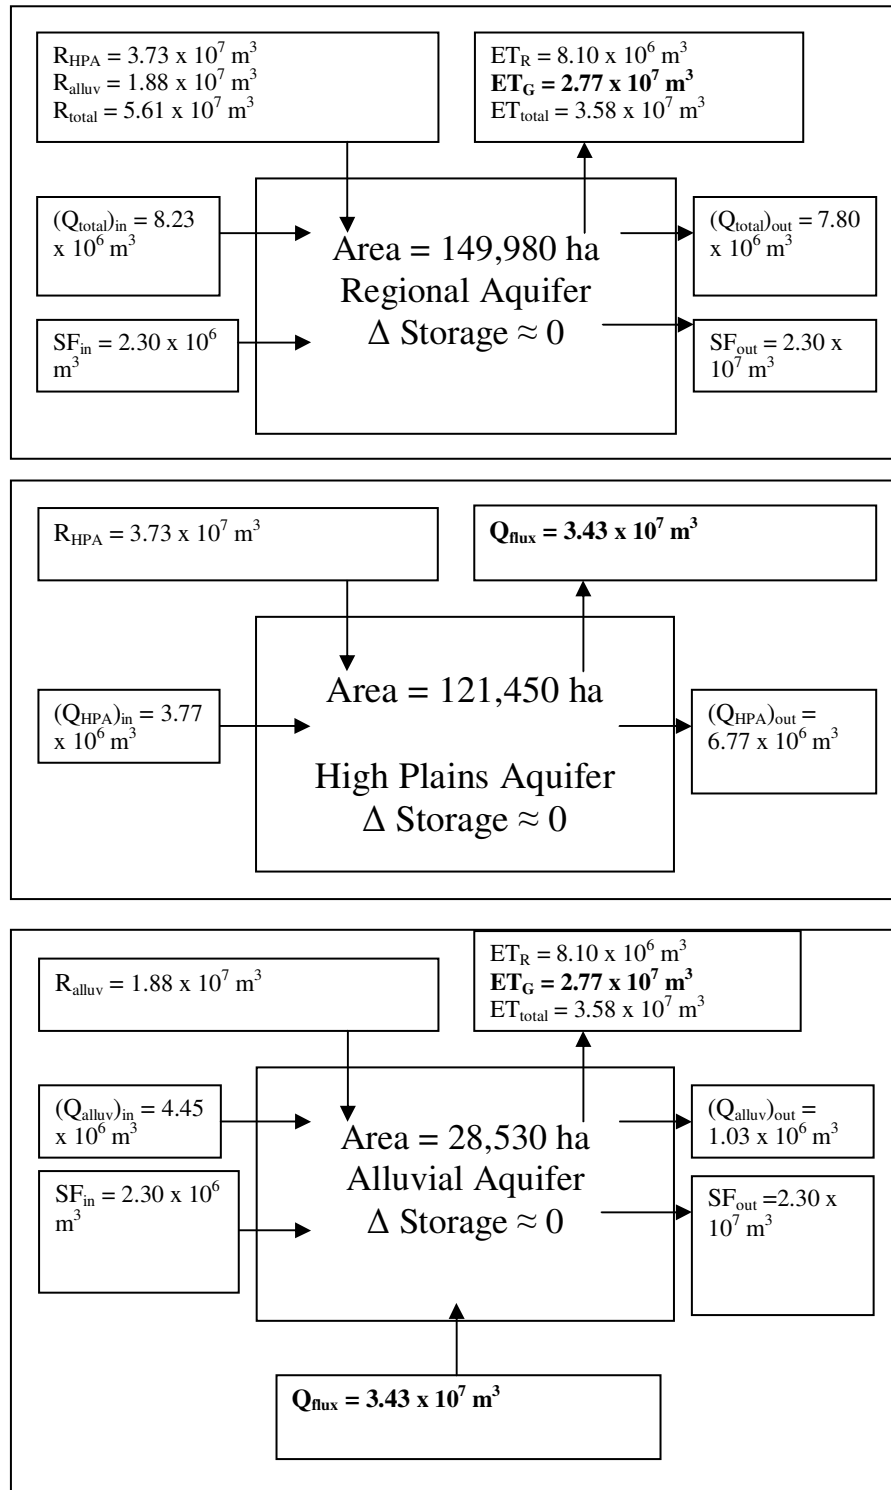 R_HPA = 3.73 x 10^7 m^3
R_alluv = 1.88 x 10^7 m^3
R_total = 5.61 x 10^7 m^3
ET_R = 8.10 x 10^6 m^3
ET_G = 2.77 x 10^7 m^3
ET_total = 3.58 x 10^7 m^3
(Q_total)_in = 8.23
x 10^6 m^3
SF_in = 2.30 x 10^6
m^3
Area = 149,980 ha
Regional Aquifer
Δ Storage ≈ 0
(Q_total)_out = 7.80
x 10^6 m^3
SF_out = 2.30 x
10^7 m^3
R_HPA = 3.73 x 10^7 m^3
Q_flux = 3.43 x 10^7 m^3
(Q_HPA)_in = 3.77
x 10^6 m^3
Area = 121,450 ha
High Plains Aquifer
Δ Storage ≈ 0
(Q_HPA)_out =
6.77 x 10^6 m^3
R_alluv = 1.88 x 10^7 m^3
ET_R = 8.10 x 10^6 m^3
ET_G = 2.77 x 10^7 m^3
ET_total = 3.58 x 10^7 m^3
(Q_alluv)_in = 4.45
x 10^6 m^3
SF_in = 2.30 x 10^6
m^3
Area = 28,530 ha
Alluvial Aquifer
Δ Storage ≈ 0
(Q_alluv)_out =
1.03 x 10^6 m^3
SF_out =2.30 x
10^7 m^3
Q_flux = 3.43 x 10^7 m^3